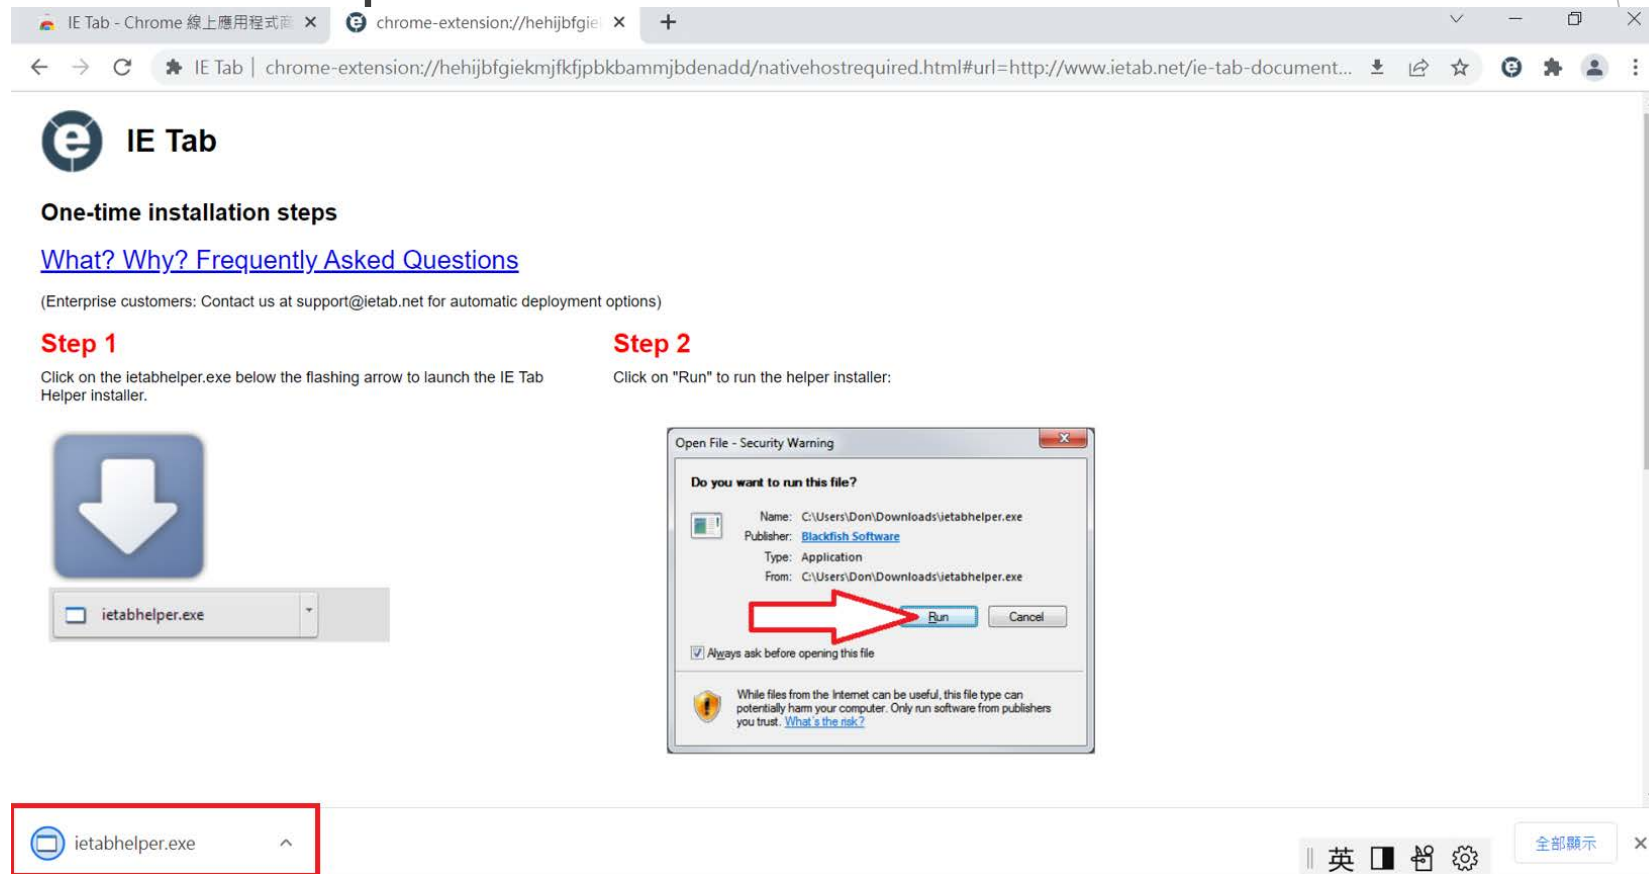 IE Tab - Chrome 線上應用程式商
chrome-extension://hehijbfgie
IE Tab | chrome-extension://hehijbfgiekmjfkfjpbkbammjbdenadd/nativehostrequired.html#url=http://www.ietab.net/ie-tab-document...
IE Tab
One-time installation steps
What? Why? Frequently Asked Questions
(Enterprise customers: Contact us at support@ietab.net for automatic deployment options)
Step 1
Click on the ietabhelper.exe below the flashing arrow to launch the IE Tab
Helper installer.
ietabhelper.exe
Step 2
Click on "Run" to run the helper installer:
Open File - Security Warning
Do you want to run this file?
Name: C:\Users\Don\Downloads\ietabhelper.exe
Publisher: Blackfish Software
Type: Application
From: C:\Users\Don\Downloads\ietabhelper.exe
Run Cancel
Always ask before opening this file
While files from the Internet can be useful, this file type can
potentially harm your computer. Only run software from publishers
you trust. What's the risk?
ietabhelper.exe
英
全部顯示